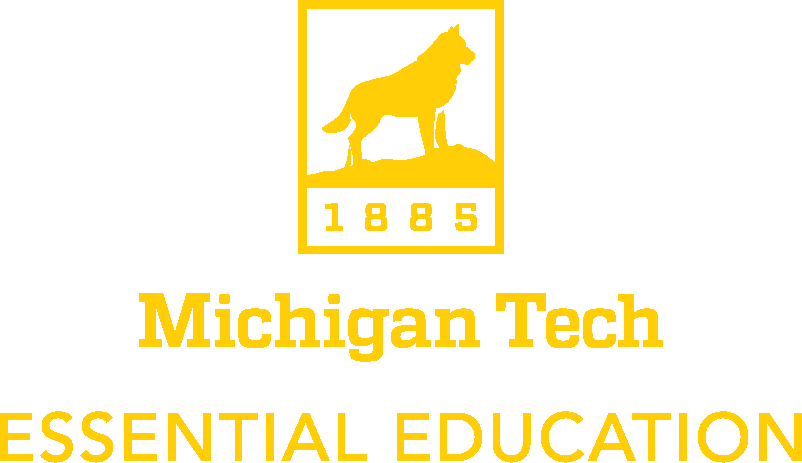 1885
Michigan Tech
ESSENTIAL EDUCATION